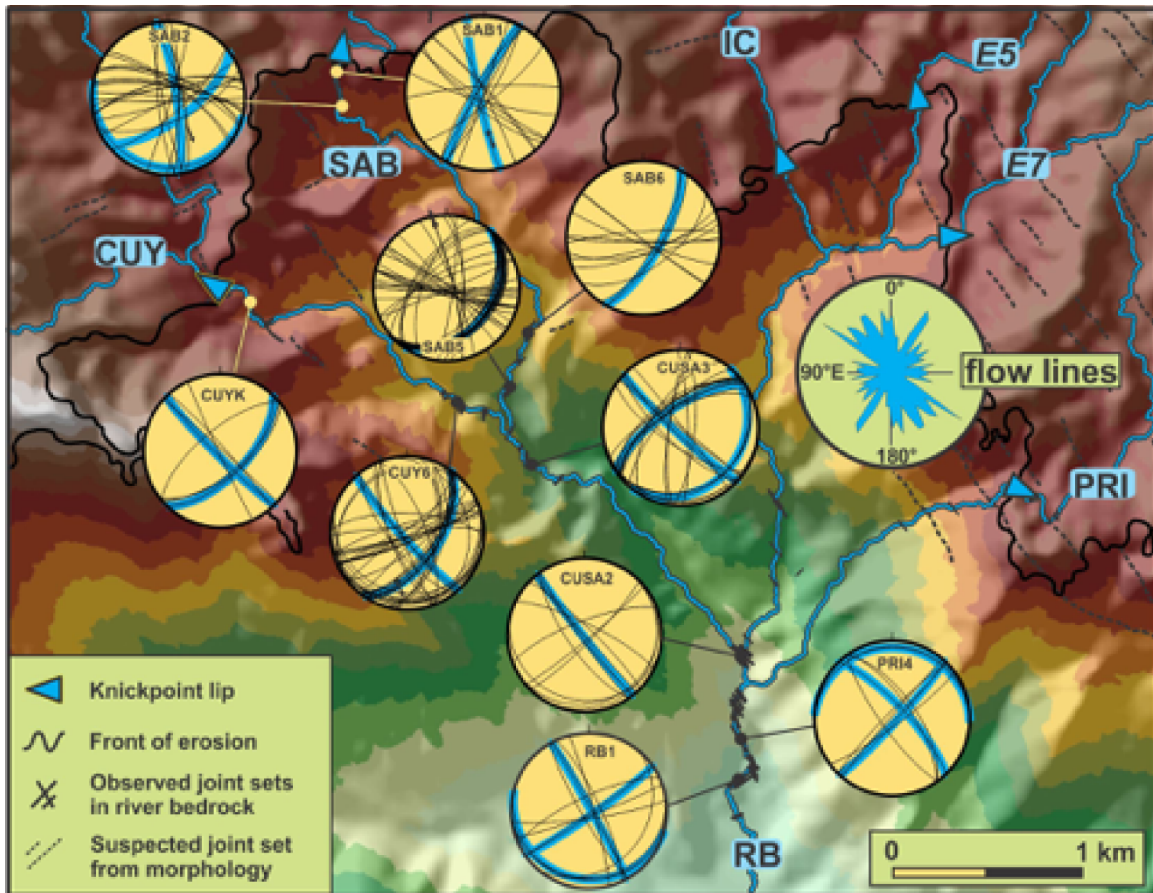 SAB2
SAB1
IC
E5
SAB
E7
SAB6
CUY
0°
SAB5
CUSA3
90°E
flow lines
CUYK
180°
CUY6
PRI
CUSA2
PRI4
Knickpoint lip
Front of erosion
RB1
Observed joint sets
in river bedrock
Suspected joint set
from morphology
RB
0 1 km